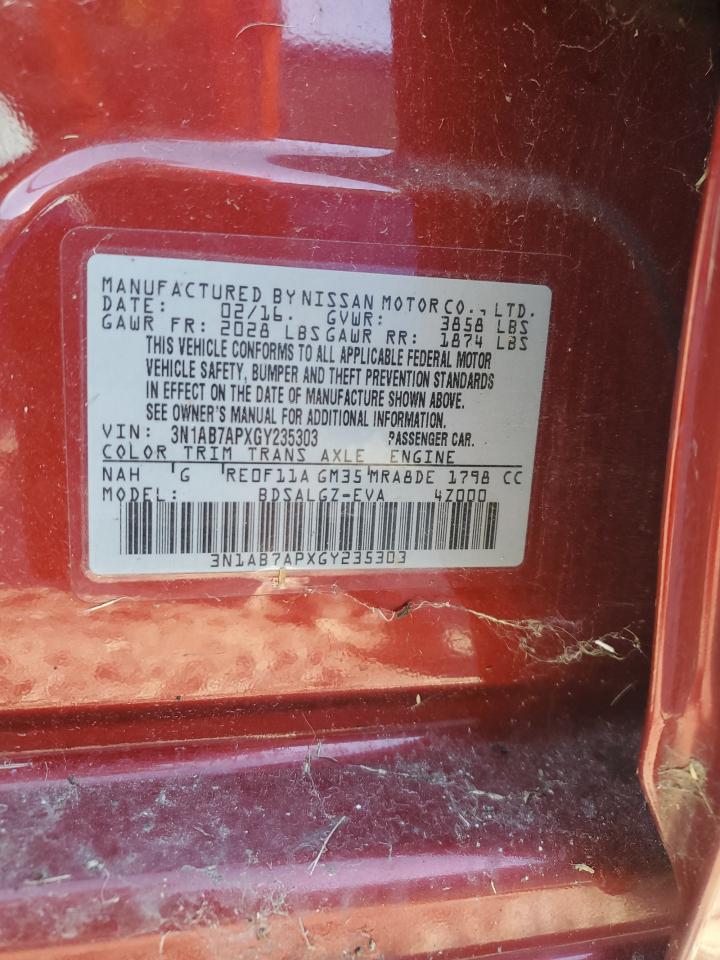 MANUFACTURED BY NISSAN MOTOR CO., LTD.
DATE: 02/16. GVWR: 3858 LBS
GAWR FR: 2028 LBS GAWR RR: 1874 LBS
THIS VEHICLE CONFORMS TO ALL APPLICABLE FEDERAL MOTOR
VEHICLE SAFETY, BUMPER AND THEFT PREVENTION STANDARDS
IN EFFECT ON THE DATE OF MANUFACTURE SHOWN ABOVE.
SEE OWNER'S MANUAL FOR ADDITIONAL INFORMATION.
VIN: 3N1AB7APXGY235303 PASSENGER CAR.
COLOR TRIM TRANS AXLE ENGINE
NAH G RE0F11A GM35 MRA8DE 1798 CC
MODEL: BDSALGZ-EVA 4Z000
3N1AB7APXGY235303